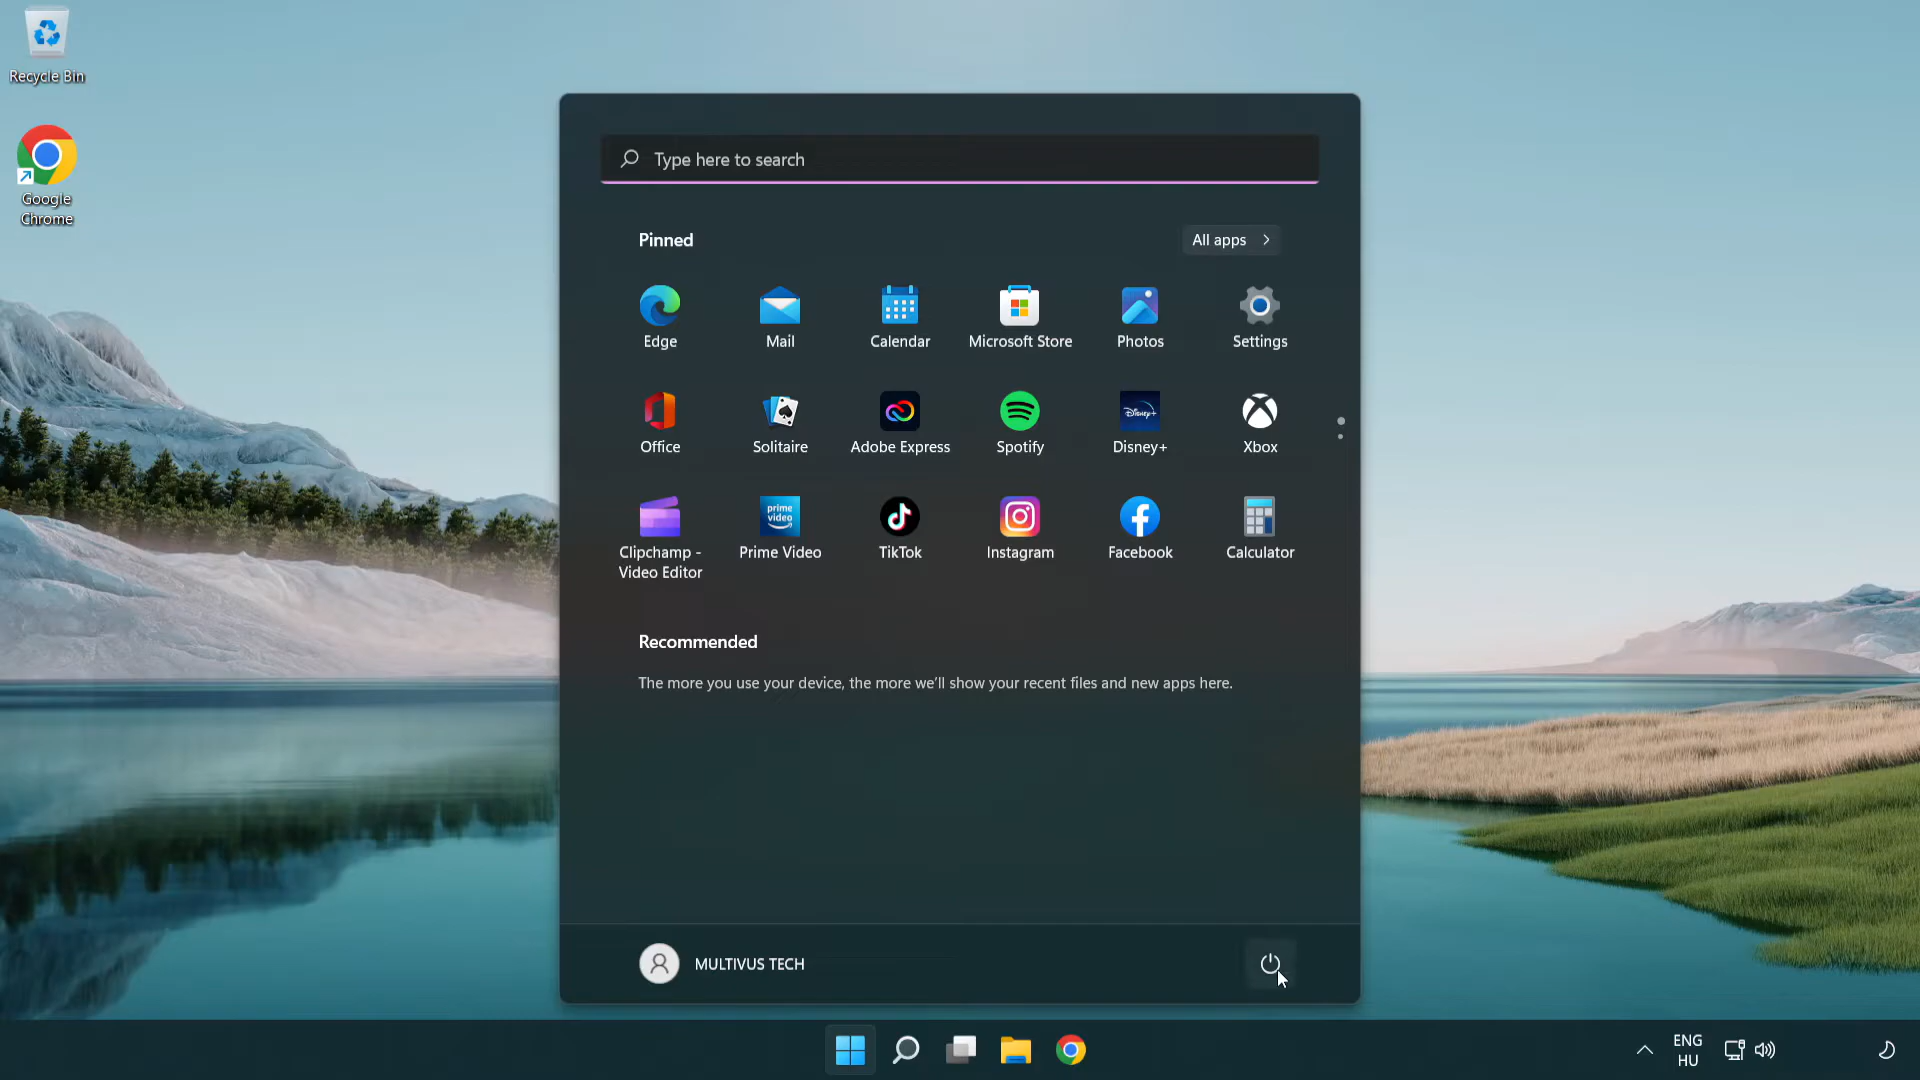 Recycle Bin
Google
Chrome
Type here to search
Pinned
All apps
Edge
Mail
Calendar
Microsoft Store
Photos
Settings
Office
Solitaire
Adobe Express
Disney+
Spotify
Disney+
Xbox
prime
video
Clipchamp -
Video Editor
Prime Video
TikTok
Instagram
Facebook
Calculator
Recommended
The more you use your device, the more we’ll show your recent files and new apps here.
MULTIVUS TECH
ENG
HU